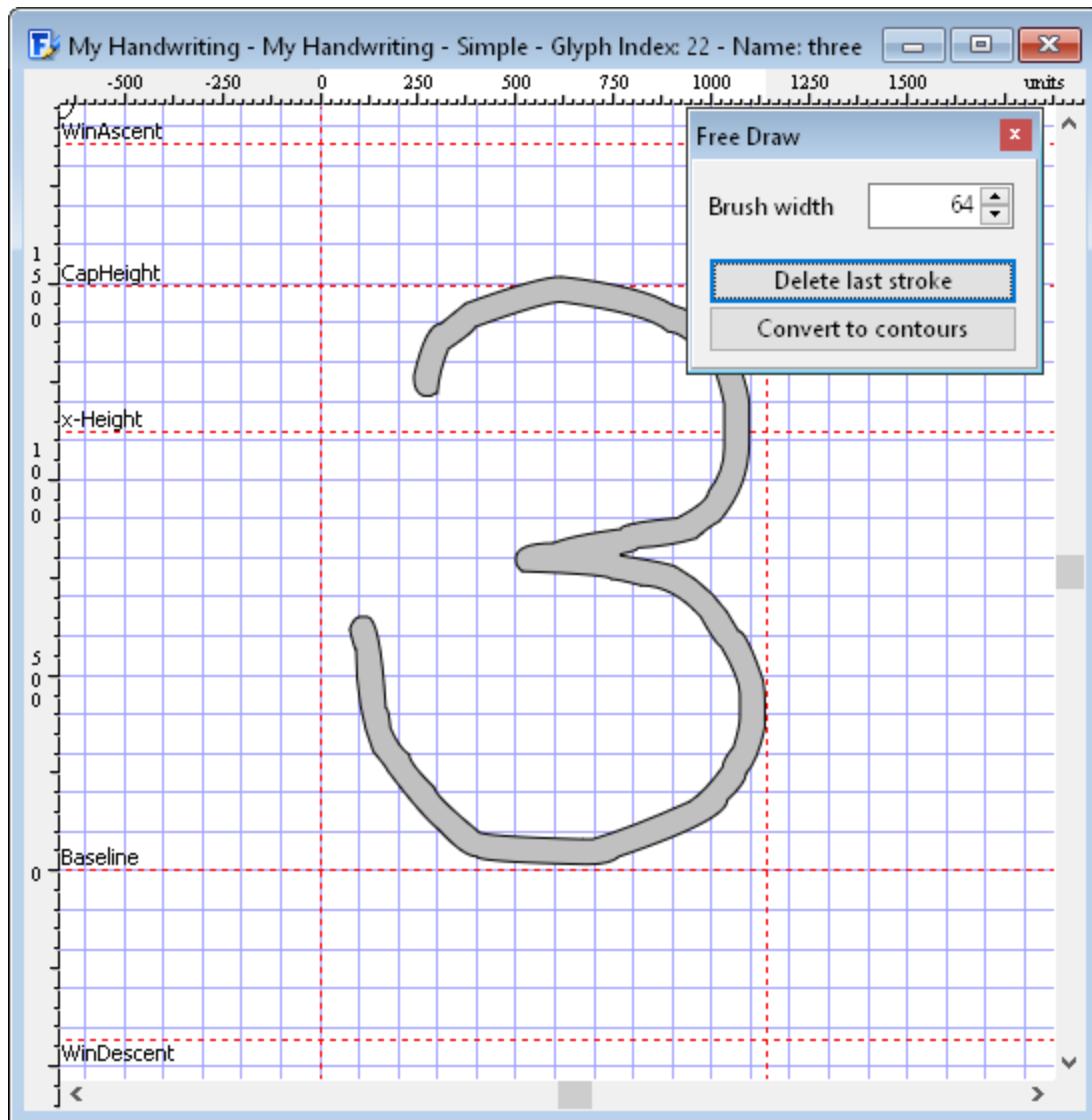 My Handwriting - My Handwriting - Simple - Glyph Index: 22 - Name: three
-500 -250 0 250 500 750 1000 1250 1500 units
WinAscent
Free Draw
Brush width 64
1500
CapHeight
Delete last stroke
Convert to contours
x-Height
1000
3
500
Baseline
0
WinDescent